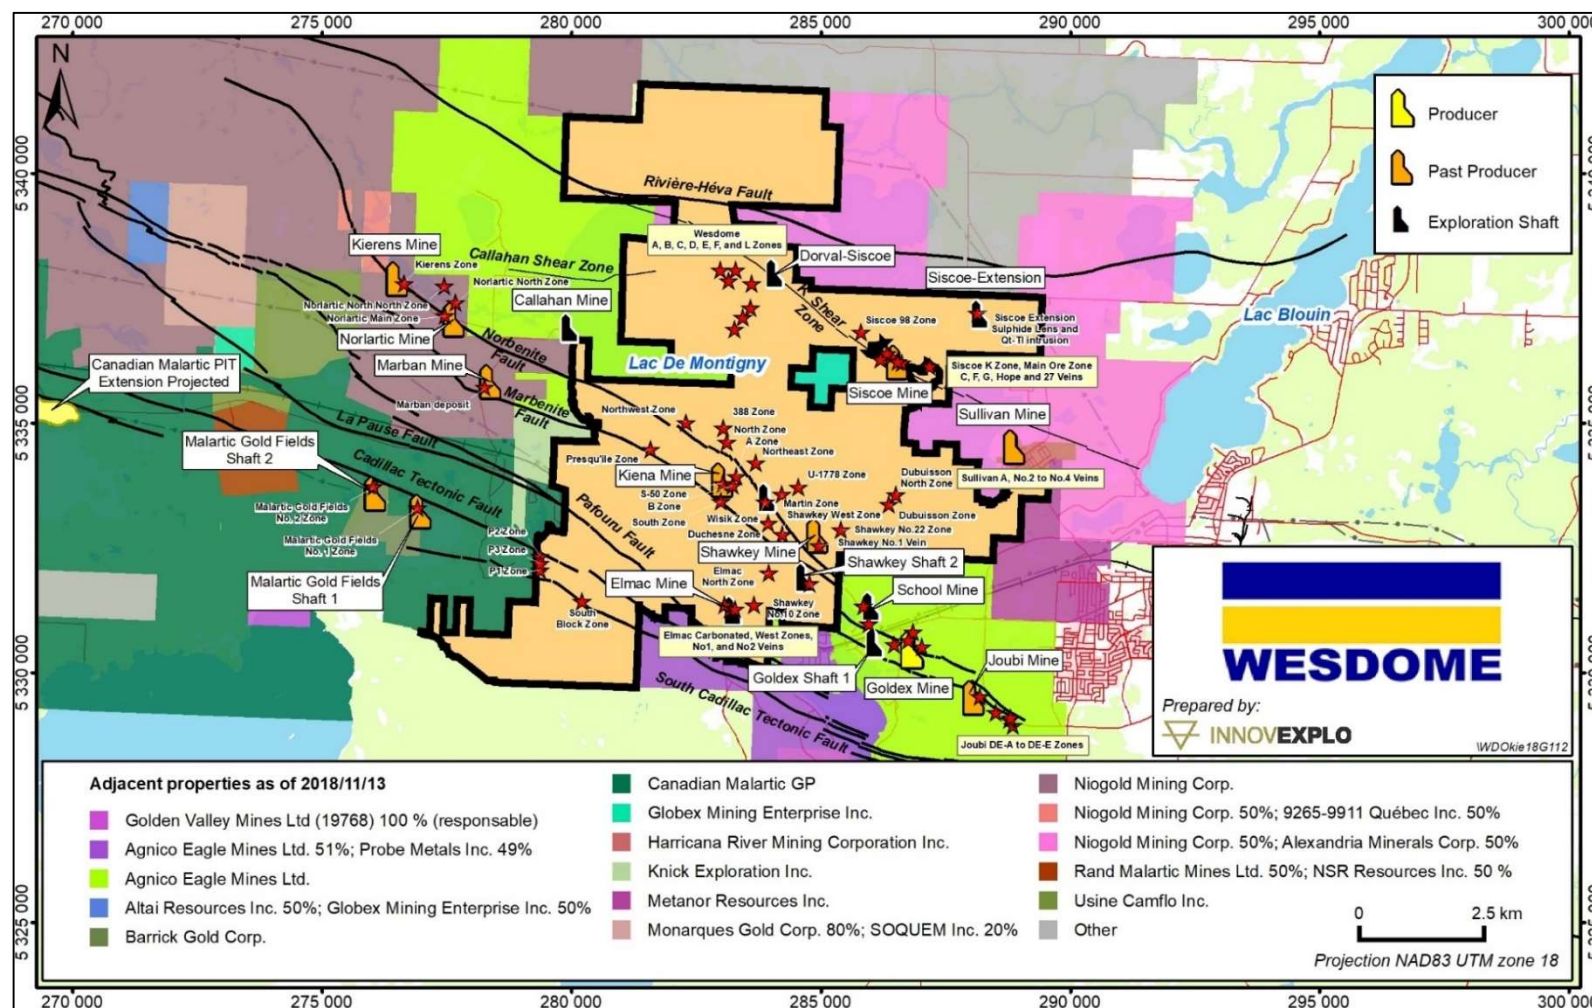 270 000
275 000
280 000
285 000
290 000
295 000
300 000
N
5 340 000
5 335 000
5 330 000
5 325 000
Producer
Past Producer
Exploration Shaft
Rivière-Héva Fault
Wesdome
A, B, C, D, E, F, and L Zones
Kierens Mine
Kierens Zone
Callahan Shear Zone
Norlartic North Zone
Callahan Mine
Dorval-Siscoe
Siscoe-Extension
K Shear
Zone
Siscoe 98 Zone
Siscoe Extension
Sulphide Lens and
Qt-Tl intrusion
Lac Blouin
Norlartic North North Zone
Norlartic Main Zone
Norlartic Mine
Norbenite
Fault
Lac De Montigny
Siscoe K Zone, Main Ore Zone
C, F, G, Hope and 27 Veins
Canadian Malartic PIT
Extension Projected
Marban Mine
Marban deposit
Marbenite
Fault
Siscoe Mine
Sullivan Mine
Sullivan A, No.2 to No.4 Veins
La Pause Fault
Malartic Gold Fields
Shaft 2
Cadillac Tectonic Fault
Malartic Gold Fields
No. 2 Zone
Malartic Gold Fields
No. 1 Zone
Malartic Gold Fields
Shaft 1
Northwest Zone
388 Zone
North Zone
A Zone
Northeast Zone
Presqu'île Zone
Kiena Mine
U-1778 Zone
Dubuisson
North Zone
S-50 Zone
B Zone
Martin Zone
South Zone
Wisik Zone
Shawkey West Zone
Dubuisson Zone
Duchesne Zone
Shawkey No.22 Zone
Shawkey Mine
Shawkey No.1 Vein
Pafouru Fault
P2 Zone
P3 Zone
P1 Zone
Elmac Mine
Elmac
North Zone
Shawkey Shaft 2
School Mine
South
Block Zone
Shawkey
No.10 Zone
Elmac Carbonated, West Zones,
No1, and No2 Veins
Goldex Shaft 1
Goldex Mine
Joubi Mine
Joubi DE-A to DE-E Zones
South Cadillac Tectonic Fault
WESDOME
Prepared by:
INNOVEXPLO
\WDOkie18G112
Adjacent properties as of 2018/11/13
Golden Valley Mines Ltd (19768) 100 % (responsable)
Agnico Eagle Mines Ltd. 51%; Probe Metals Inc. 49%
Agnico Eagle Mines Ltd.
Altai Resources Inc. 50%; Globex Mining Enterprise Inc. 50%
Barrick Gold Corp.
Canadian Malartic GP
Globex Mining Enterprise Inc.
Harricana River Mining Corporation Inc.
Knick Exploration Inc.
Metanor Resources Inc.
Monarques Gold Corp. 80%; SOQUEM Inc. 20%
Niogold Mining Corp.
Niogold Mining Corp. 50%; 9265-9911 Québec Inc. 50%
Niogold Mining Corp. 50%; Alexandria Minerals Corp. 50%
Rand Malartic Mines Ltd. 50%; NSR Resources Inc. 50 %
Usine Camflo Inc.
Other
0 2.5 km
Projection NAD83 UTM zone 18
270 000
275 000
280 000
285 000
290 000
295 000
300 000